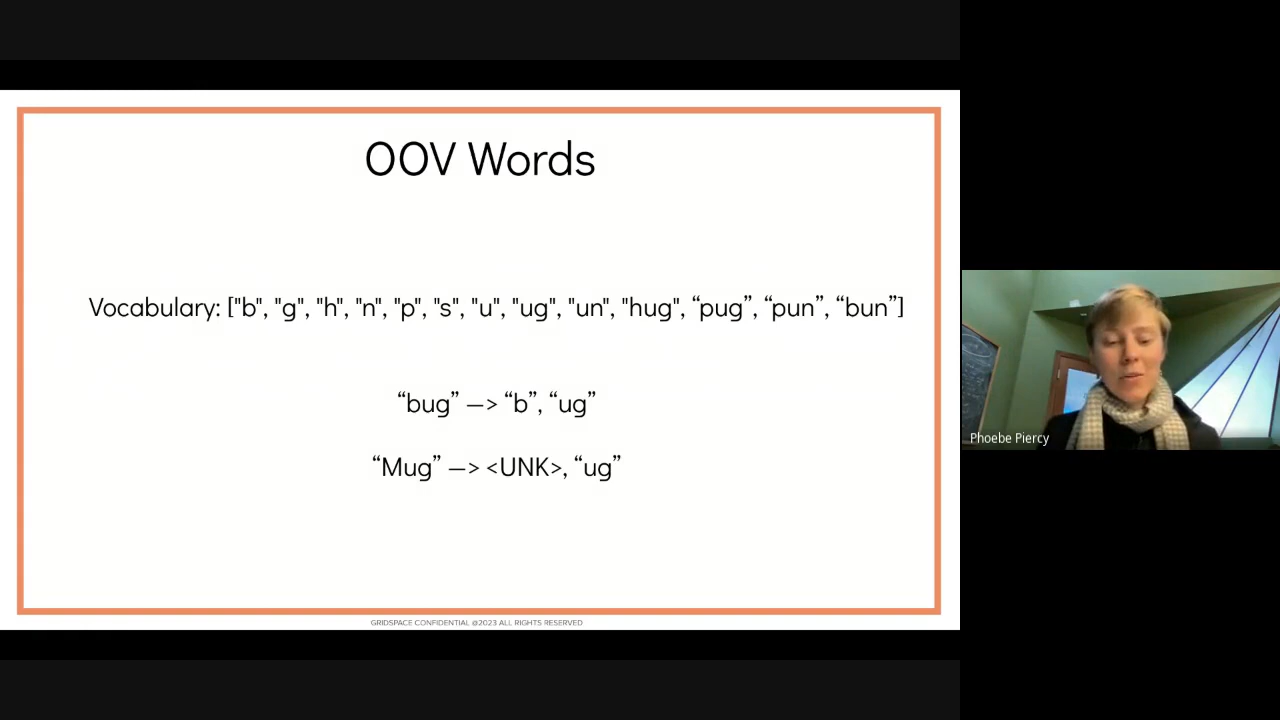 OOV Words
Vocabulary: ["b", "g", "h", "n", "p", "s", "u", "ug", "un", "hug", “pug”, “pun”, “bun”]
“bug” —> “b”, “ug”
“Mug” —> <UNK>, “ug”
GRIDSPACE CONFIDENTIAL @2023 ALL RIGHTS RESERVED
Phoebe Piercy